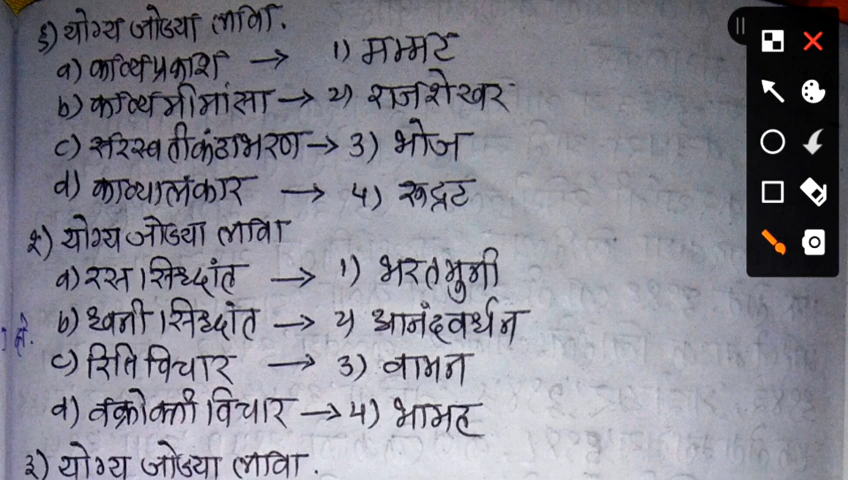 १) योग्य जोड्या लावा.
a) काव्यप्रकाश → 1) मम्मट
b) काव्यमीमांसा → 2) राजशेखर
c) सरस्वतीकंठाभरण → 3) भोज
d) काव्यालंकार → 4) रूद्रट
२) योग्य जोड्या लावा
a) रस सिध्दांत → 1) भरतमुनी
b) ध्वनी सिध्दांत → 2) आनंदवर्धन
c) रिति विचार → 3) वामन
d) वक्रोक्ती विचार → 4) भामह
३) योग्य जोड्या लावा.